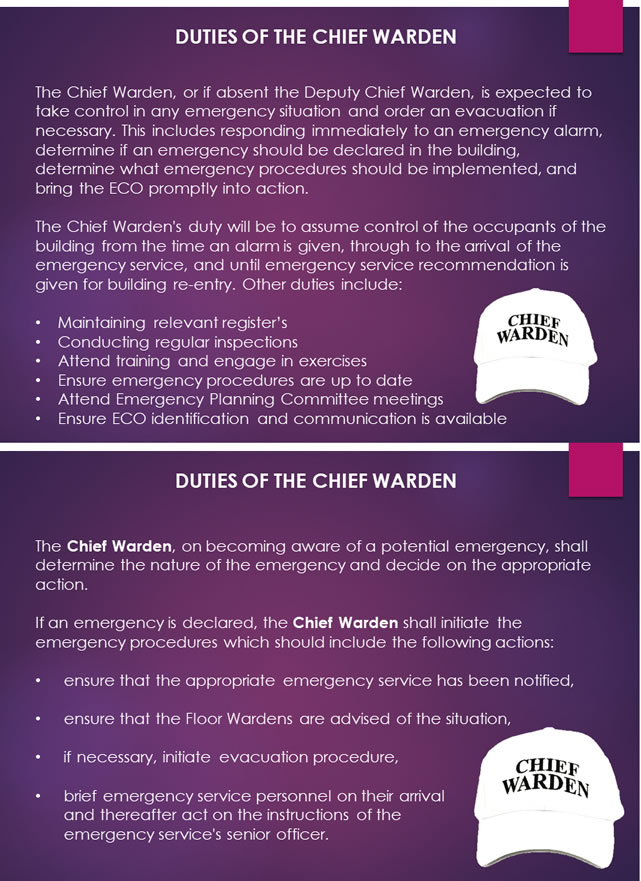 DUTIES OF THE CHIEF WARDEN
The Chief Warden, or if absent the Deputy Chief Warden, is expected to
take control in any emergency situation and order an evacuation if
necessary. This includes responding immediately to an emergency alarm,
determine if an emergency should be declared in the building,
determine what emergency procedures should be implemented, and
bring the ECO promptly into action.
The Chief Warden's duty will be to assume control of the occupants of the
building from the time an alarm is given, through to the arrival of the
emergency service, and until emergency service recommendation is
given for building re-entry. Other duties include:
• Maintaining relevant register's
• Conducting regular inspections
• Attend training and engage in exercises
• Ensure emergency procedures are up to date
• Attend Emergency Planning Committee meetings
• Ensure ECO identification and communication is available
CHIEF
WARDEN
DUTIES OF THE CHIEF WARDEN
The Chief Warden, on becoming aware of a potential emergency, shall
determine the nature of the emergency and decide on the appropriate
action.
If an emergency is declared, the Chief Warden shall initiate the
emergency procedures which should include the following actions:
• ensure that the appropriate emergency service has been notified,
• ensure that the Floor Wardens are advised of the situation,
• if necessary, initiate evacuation procedure,
• brief emergency service personnel on their arrival
and thereafter act on the instructions of the
emergency service's senior officer.
CHIEF
WARDEN